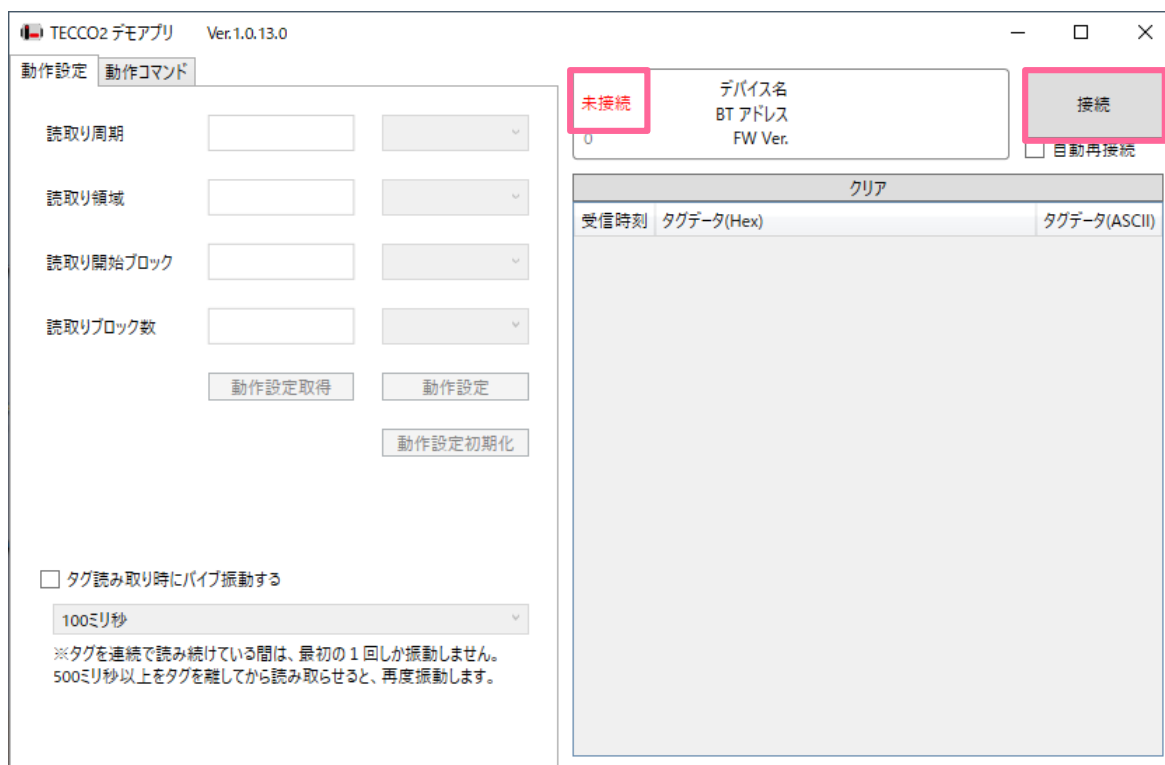 TECCO2 デモアプリ Ver.1.0.13.0
動作設定 動作コマンド
読取り周期
読取り領域
読取り開始ブロック
読取りブロック数
動作設定取得 動作設定
動作設定初期化
タグ読み取り時にバイブ振動する
100ミリ秒
※タグを連続で読み続けている間は、最初の1回しか振動しません。
500ミリ秒以上をタグを離してから読み取らせると、再度振動します。
未接続
0
デバイス名
BT アドレス
FW Ver.
接続
自動再接続
クリア
受信時刻 タグデータ(Hex) タグデータ(ASCII)